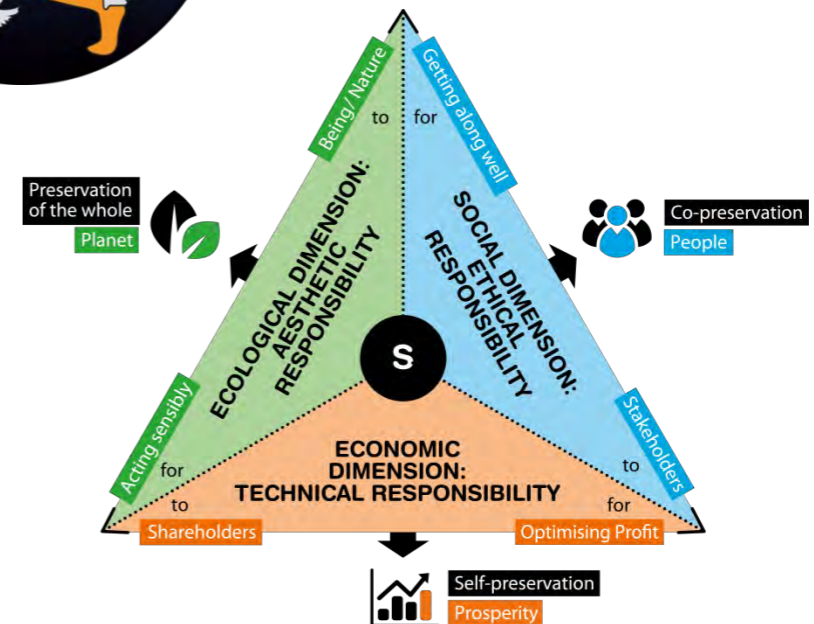 Being/Nature
to
for
Getting along well
Preservation
of the whole
Planet
ECOLOGICAL DIMENSION:
AESTHETIC
RESPONSIBILITY
SOCIAL DIMENSION:
ETHICAL
RESPONSIBILITY
Co-preservation
People
S
Acting sensibly
for
to
Shareholders
ECONOMIC
DIMENSION:
TECHNICAL RESPONSIBILITY
Stakeholders
to
for
Optimising Profit
Self-preservation
Prosperity